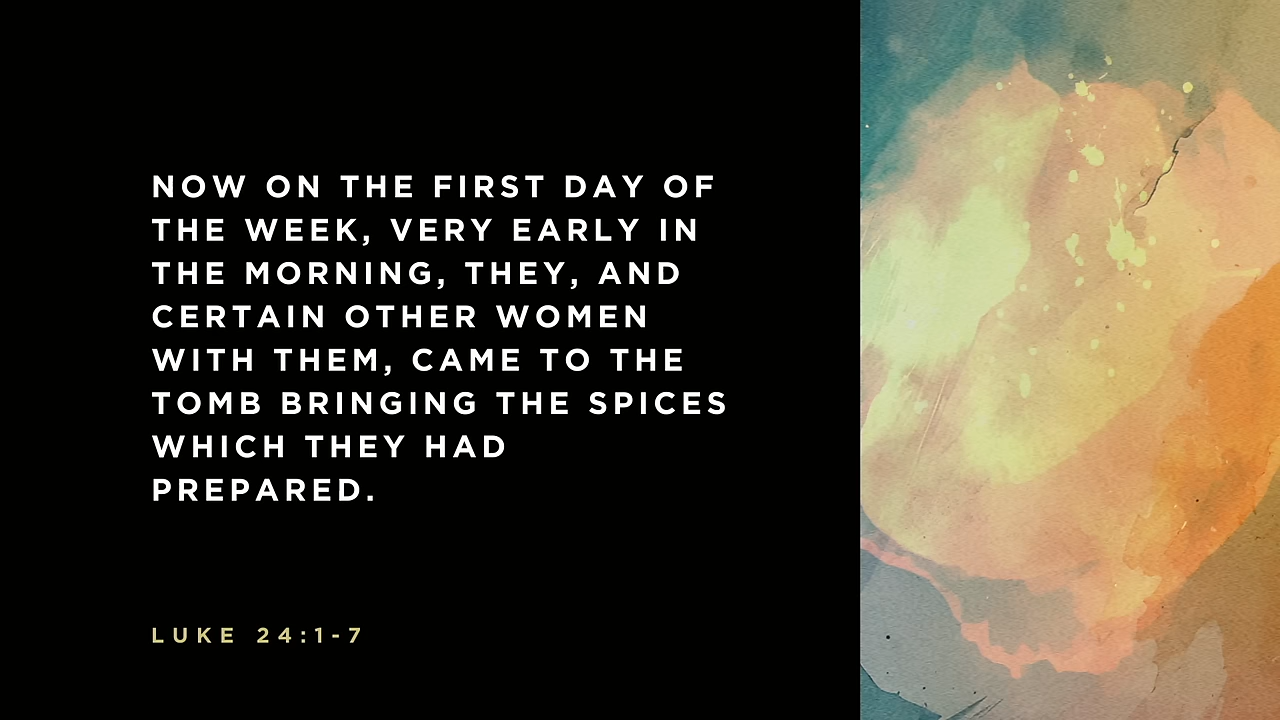 NOW ON THE FIRST DAY OF
THE WEEK, VERY EARLY IN
THE MORNING, THEY, AND
CERTAIN OTHER WOMEN
WITH THEM, CAME TO THE
TOMB BRINGING THE SPICES
WHICH THEY HAD
PREPARED.
LUKE 24:1-7